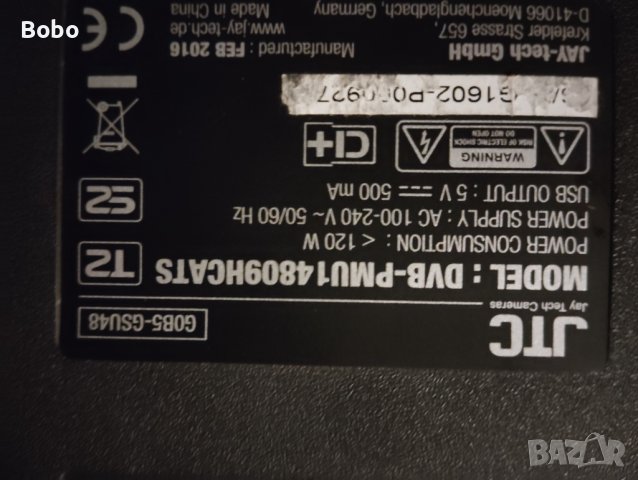 Bobo
JTC
Jay Tech Cameras
G0B5-GSU48
MODEL : DVB-PMU14809HCATS
T2
POWER CONSUMPTION : < 120 W
POWER SUPPLY : AC 100-240 V ~ 50/60 Hz
S2
USB OUTPUT : 5 V 500 mA
WARNING
RISK OF ELECTRIC SHOCK
DO NOT OPEN
CI+
JAY-tech GmbH
Krefelder Strasse 657,
D-41066 Moenchengladbach, Germany
Manufactured : FEB 2016
www.jay-tech.de
Made in China
CE
BAZAR